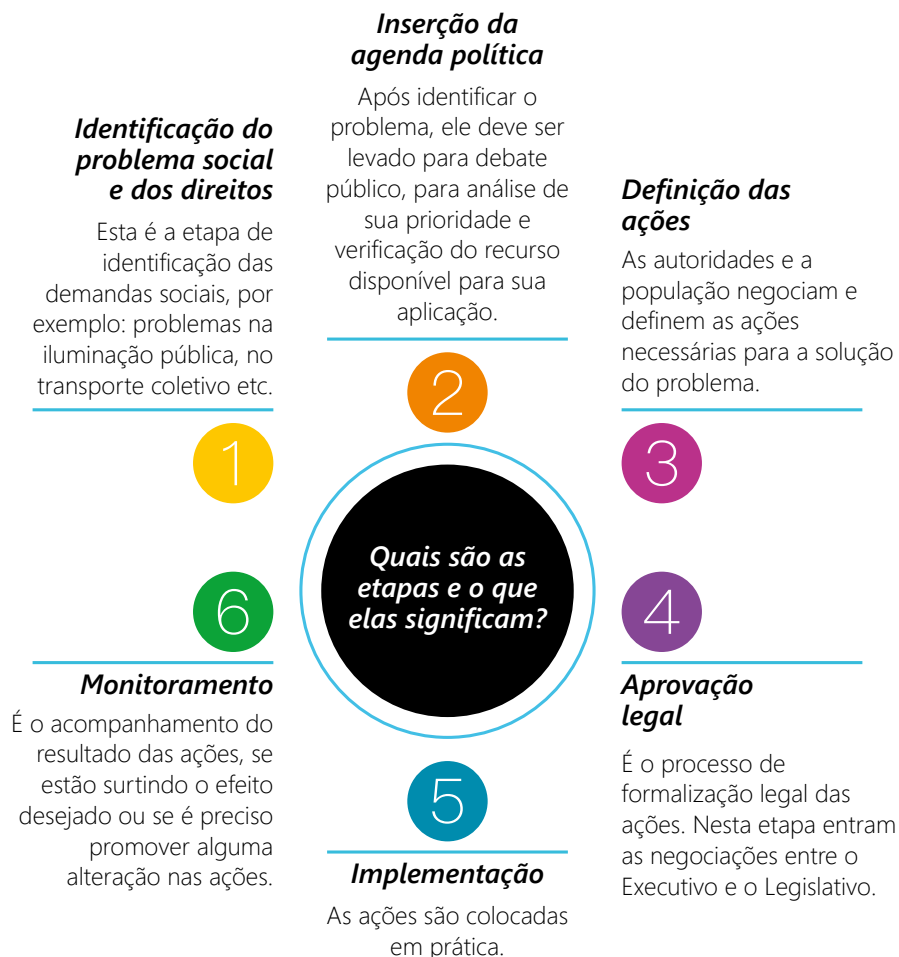 Identificação do
problema social
e dos direitos
Esta é a etapa de
identificação das
demandas sociais, por
exemplo: problemas na
iluminação pública, no
transporte coletivo etc.
1
Inserção da
agenda política
Após identificar o
problema, ele deve ser
levado para debate
público, para análise de
sua prioridade e
verificação do recurso
disponível para sua
aplicação.
2
Definição das
ações
As autoridades e a
população negociam e
definem as ações
necessárias para a solução
do problema.
3
Quais são as
etapas e o que
elas significam?
4
Aprovação
legal
É o processo de
formalização legal das
ações. Nesta etapa entram
as negociações entre o
Executivo e o Legislativo.
5
Implementação
As ações são colocadas
em prática.
6
Monitoramento
É o acompanhamento do
resultado das ações, se
estão surtindo o efeito
desejado ou se é preciso
promover alguma
alteração nas ações.